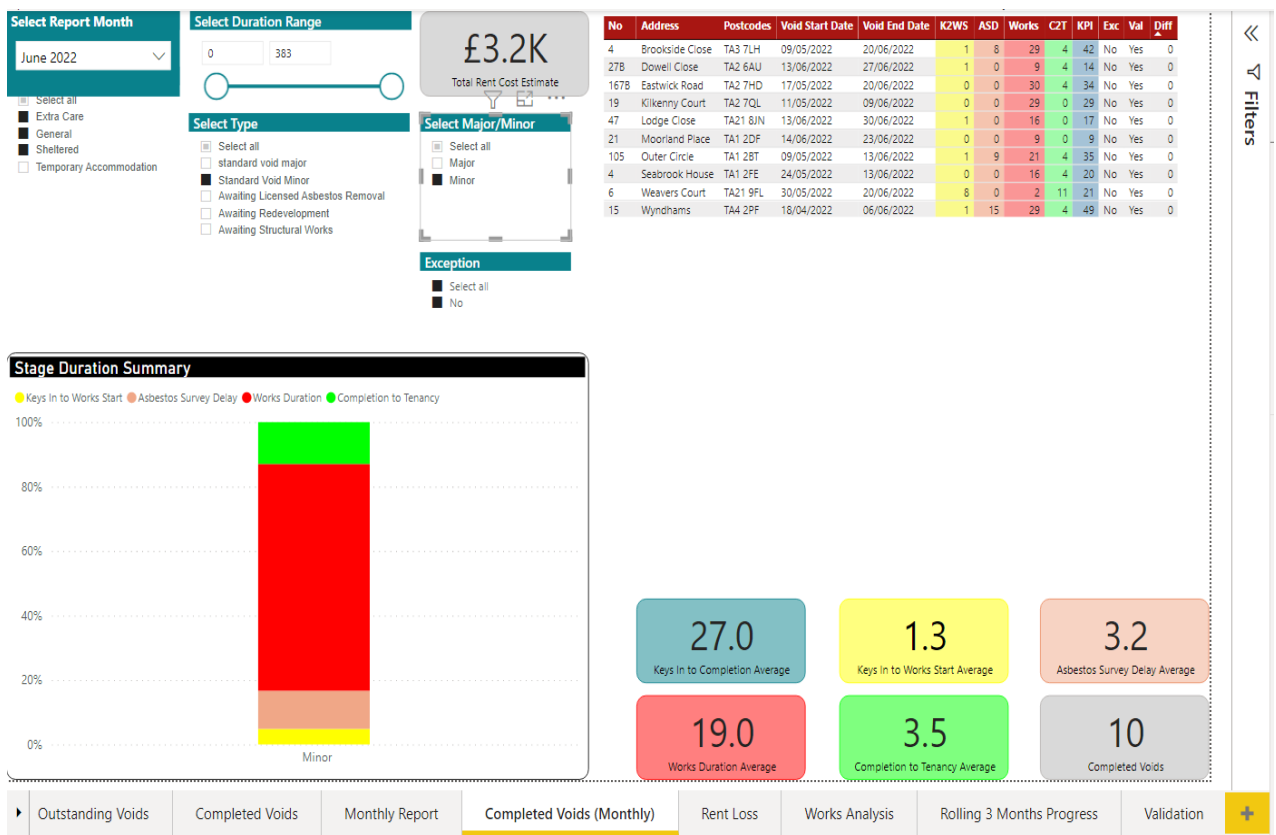 Select Report Month
June 2022
Select all
Extra Care
General
Sheltered
Temporary Accommodation
Select Duration Range
0 383
Select Type
Select all
standard void major
Standard Void Minor
Awaiting Licensed Asbestos Removal
Awaiting Redevelopment
Awaiting Structural Works
£3.2K
Total Rent Cost Estimate
Select Major/Minor
Select all
Major
Minor
Exception
Select all
No
No Address Postcodes Void Start Date Void End Date K2WS ASD Works C2T KPI Exc Val Diff
4 Brookside Close TA3 7LH 09/05/2022 20/06/2022 1 8 29 4 42 No Yes 0
27B Dowell Close TA2 6AU 13/06/2022 27/06/2022 1 0 9 4 14 No Yes 0
167B Eastwick Road TA2 7HD 17/05/2022 20/06/2022 0 0 30 4 34 No Yes 0
19 Kilkenny Court TA2 7QL 11/05/2022 09/06/2022 0 0 29 0 29 No Yes 0
47 Lodge Close TA21 8JN 13/06/2022 30/06/2022 1 0 16 0 17 No Yes 0
21 Moorland Place TA1 2DF 14/06/2022 23/06/2022 0 0 9 0 9 No Yes 0
105 Outer Circle TA1 2BT 09/05/2022 13/06/2022 1 9 21 4 35 No Yes 0
4 Seabrook House TA1 2FE 24/05/2022 13/06/2022 0 0 16 4 20 No Yes 0
6 Weavers Court TA21 9FL 30/05/2022 20/06/2022 8 0 2 11 21 No Yes 0
15 Wyndhams TA4 2PF 18/04/2022 06/06/2022 1 15 29 4 49 No Yes 0
Filters
Stage Duration Summary
Keys In to Works Start Asbestos Survey Delay Works Duration Completion to Tenancy
100%
80%
60%
40%
20%
0%
Minor
27.0
Keys In to Completion Average
1.3
Keys In to Works Start Average
3.2
Asbestos Survey Delay Average
19.0
Works Duration Average
3.5
Completion to Tenancy Average
10
Completed Voids
Outstanding Voids Completed Voids Monthly Report Completed Voids (Monthly) Rent Loss Works Analysis Rolling 3 Months Progress Validation